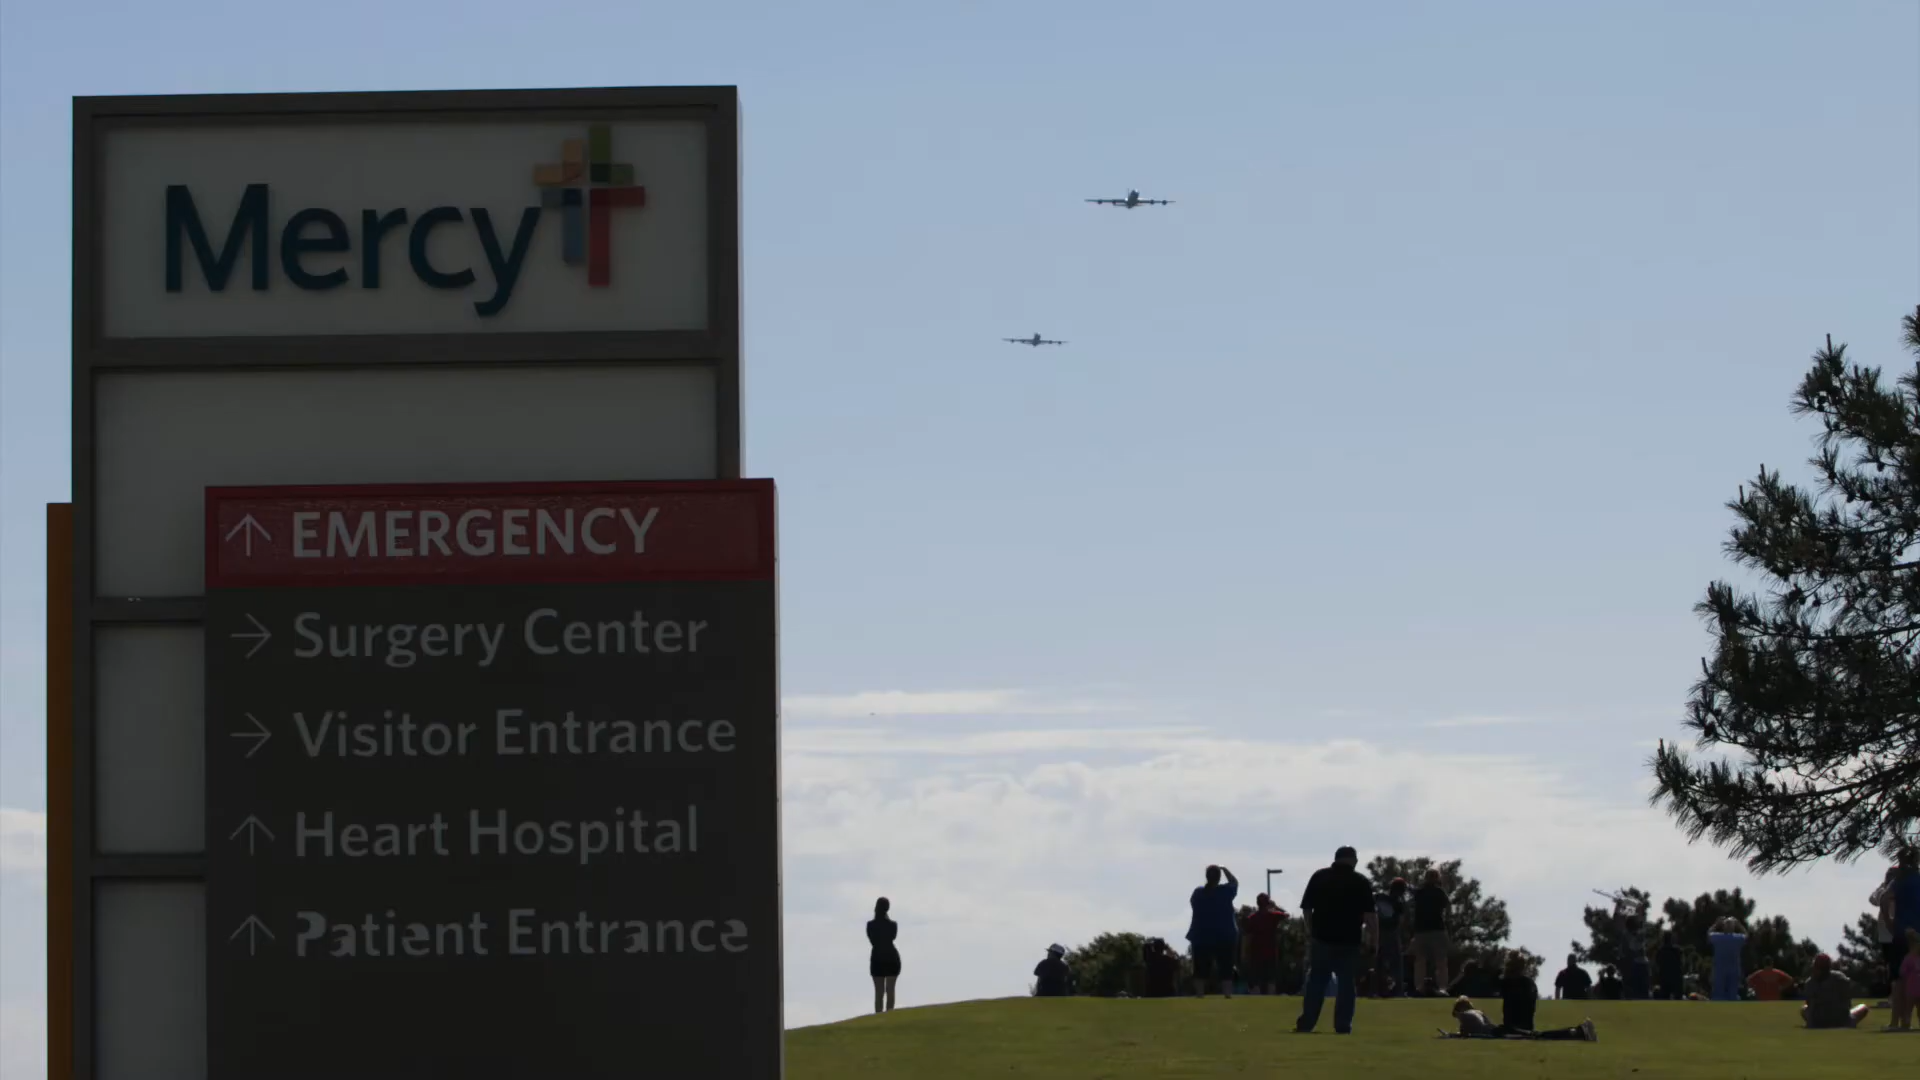 Mercy
↑ EMERGENCY
→ Surgery Center
→ Visitor Entrance
↑ Heart Hospital
↑ Patient Entrance